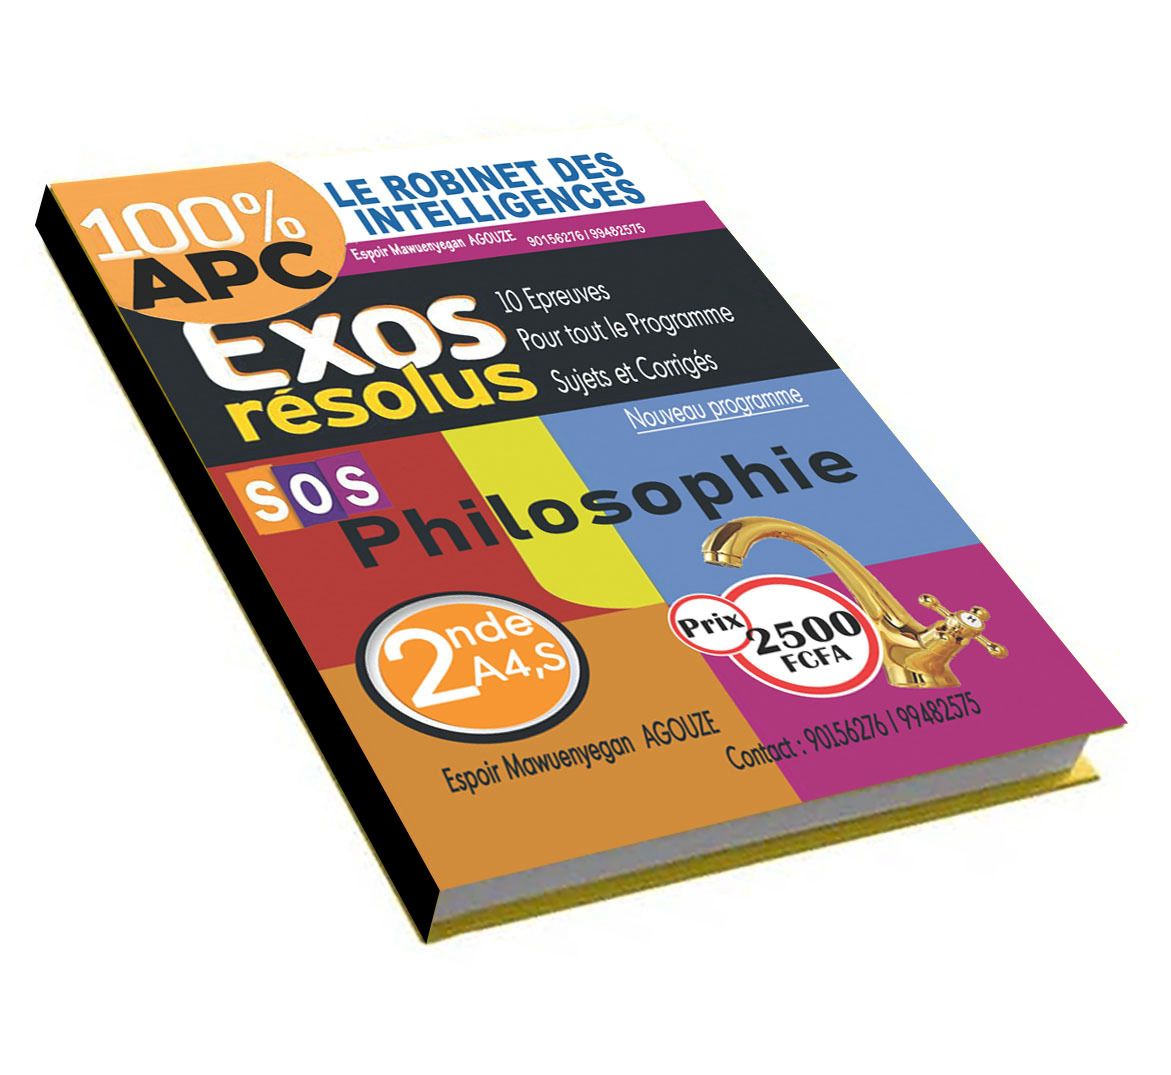 100%
APC
LE ROBINET DES
INTELLIGENCES
Espoir Mawuenyegan AGOUZE 90156276 / 99482575
Exos
résolus
10 Epreuves
Pour tout le Programme
Sujets et Corrigés
Nouveau programme
SOS
Philosophie
2nde
A4,S
Prix
2500
FCFA
Espoir Mawuenyegan AGOUZE
Contact : 90156276 / 99482575